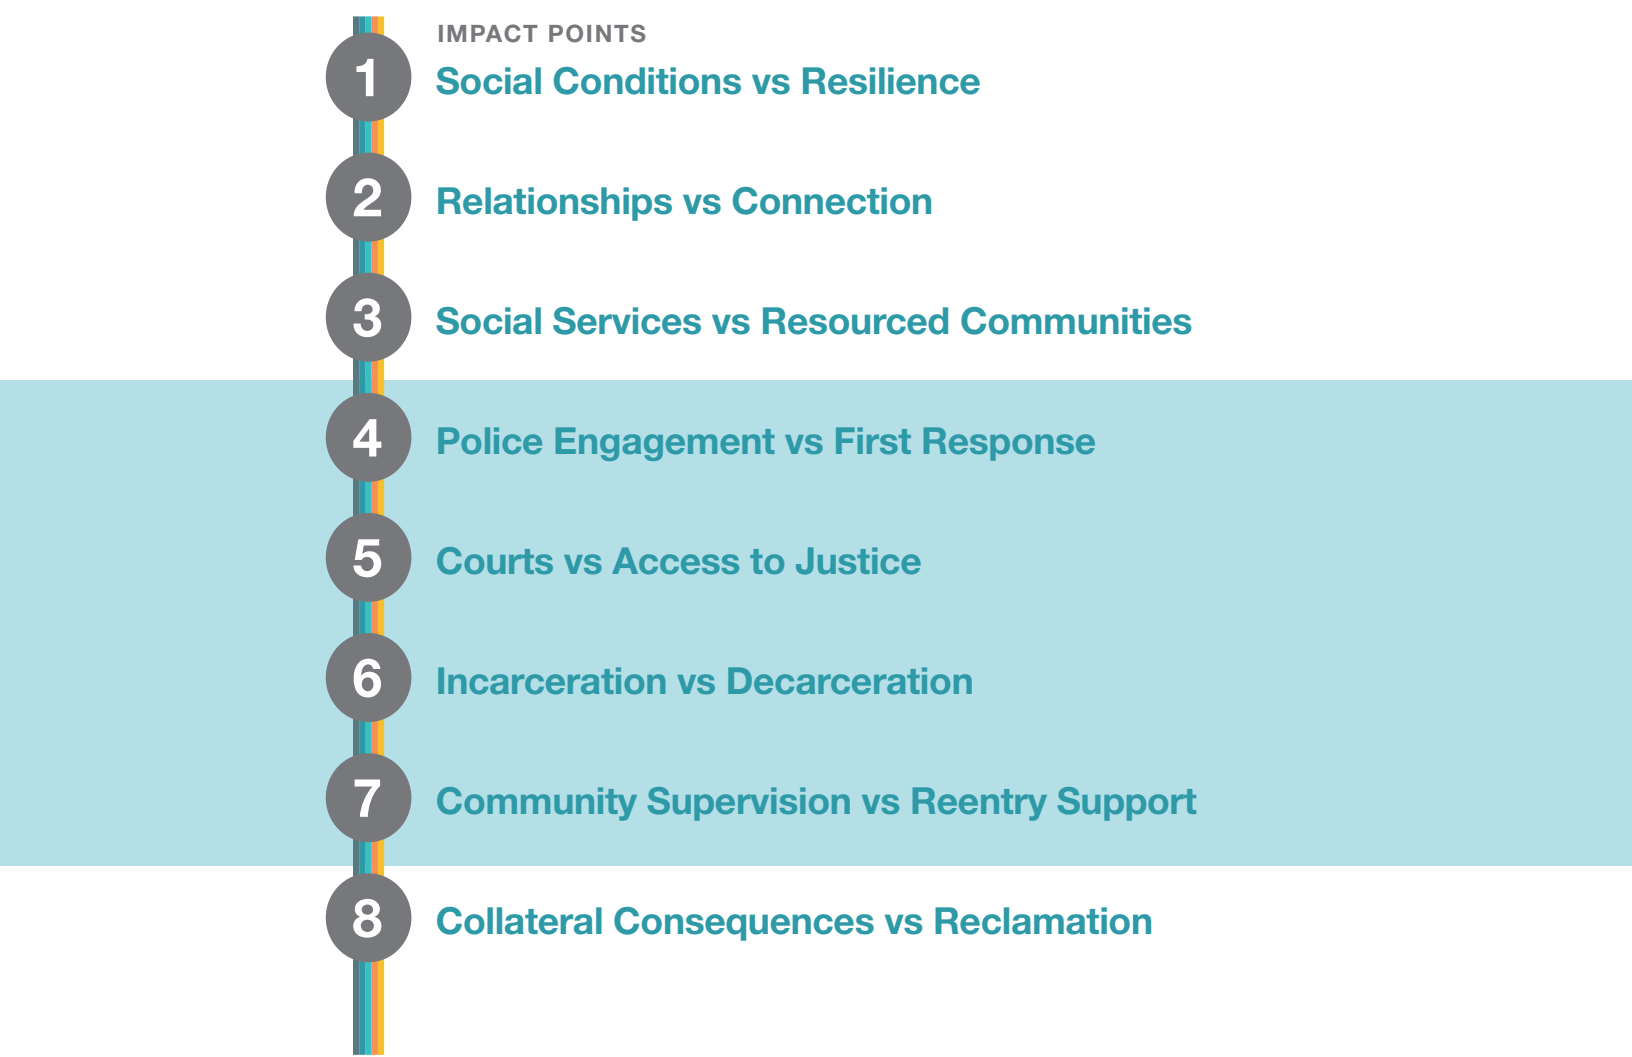 IMPACT POINTS
1 Social Conditions vs Resilience
2 Relationships vs Connection
3 Social Services vs Resourced Communities
4 Police Engagement vs First Response
5 Courts vs Access to Justice
6 Incarceration vs Decarceration
7 Community Supervision vs Reentry Support
8 Collateral Consequences vs Reclamation